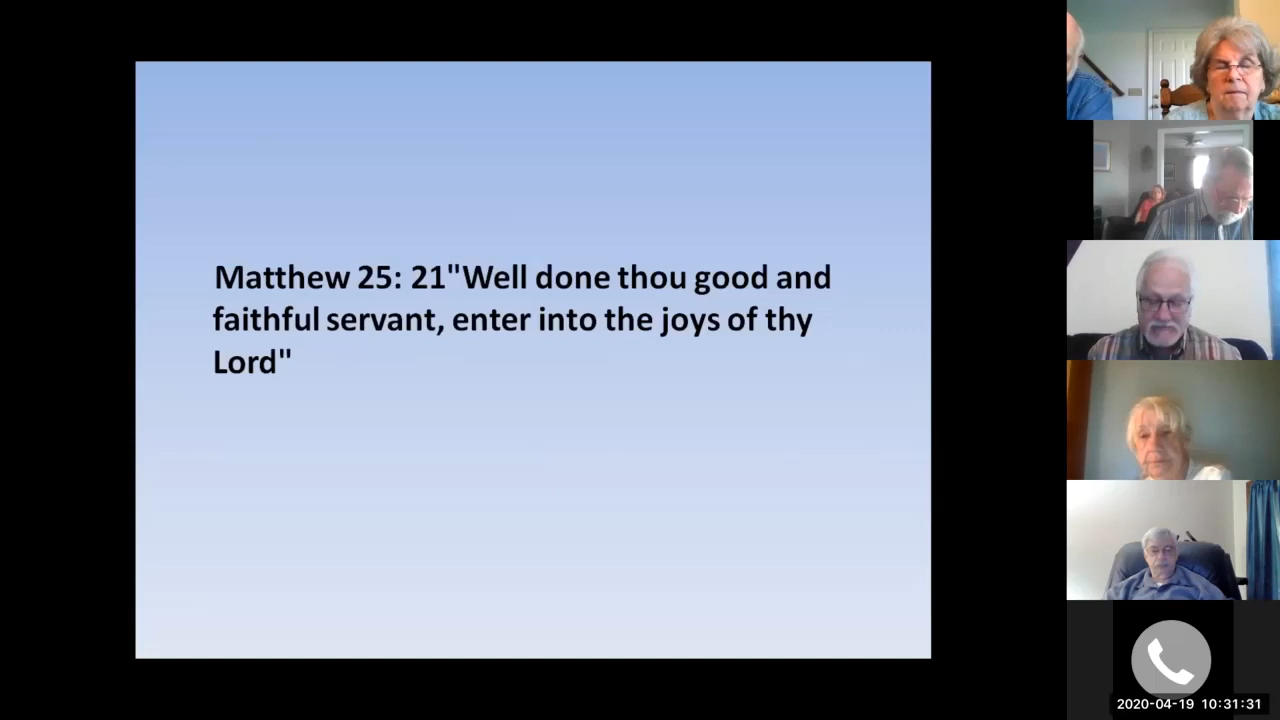 Matthew 25: 21"Well done thou good and
faithful servant, enter into the joys of thy
Lord"
2020-04-19 10:31:31